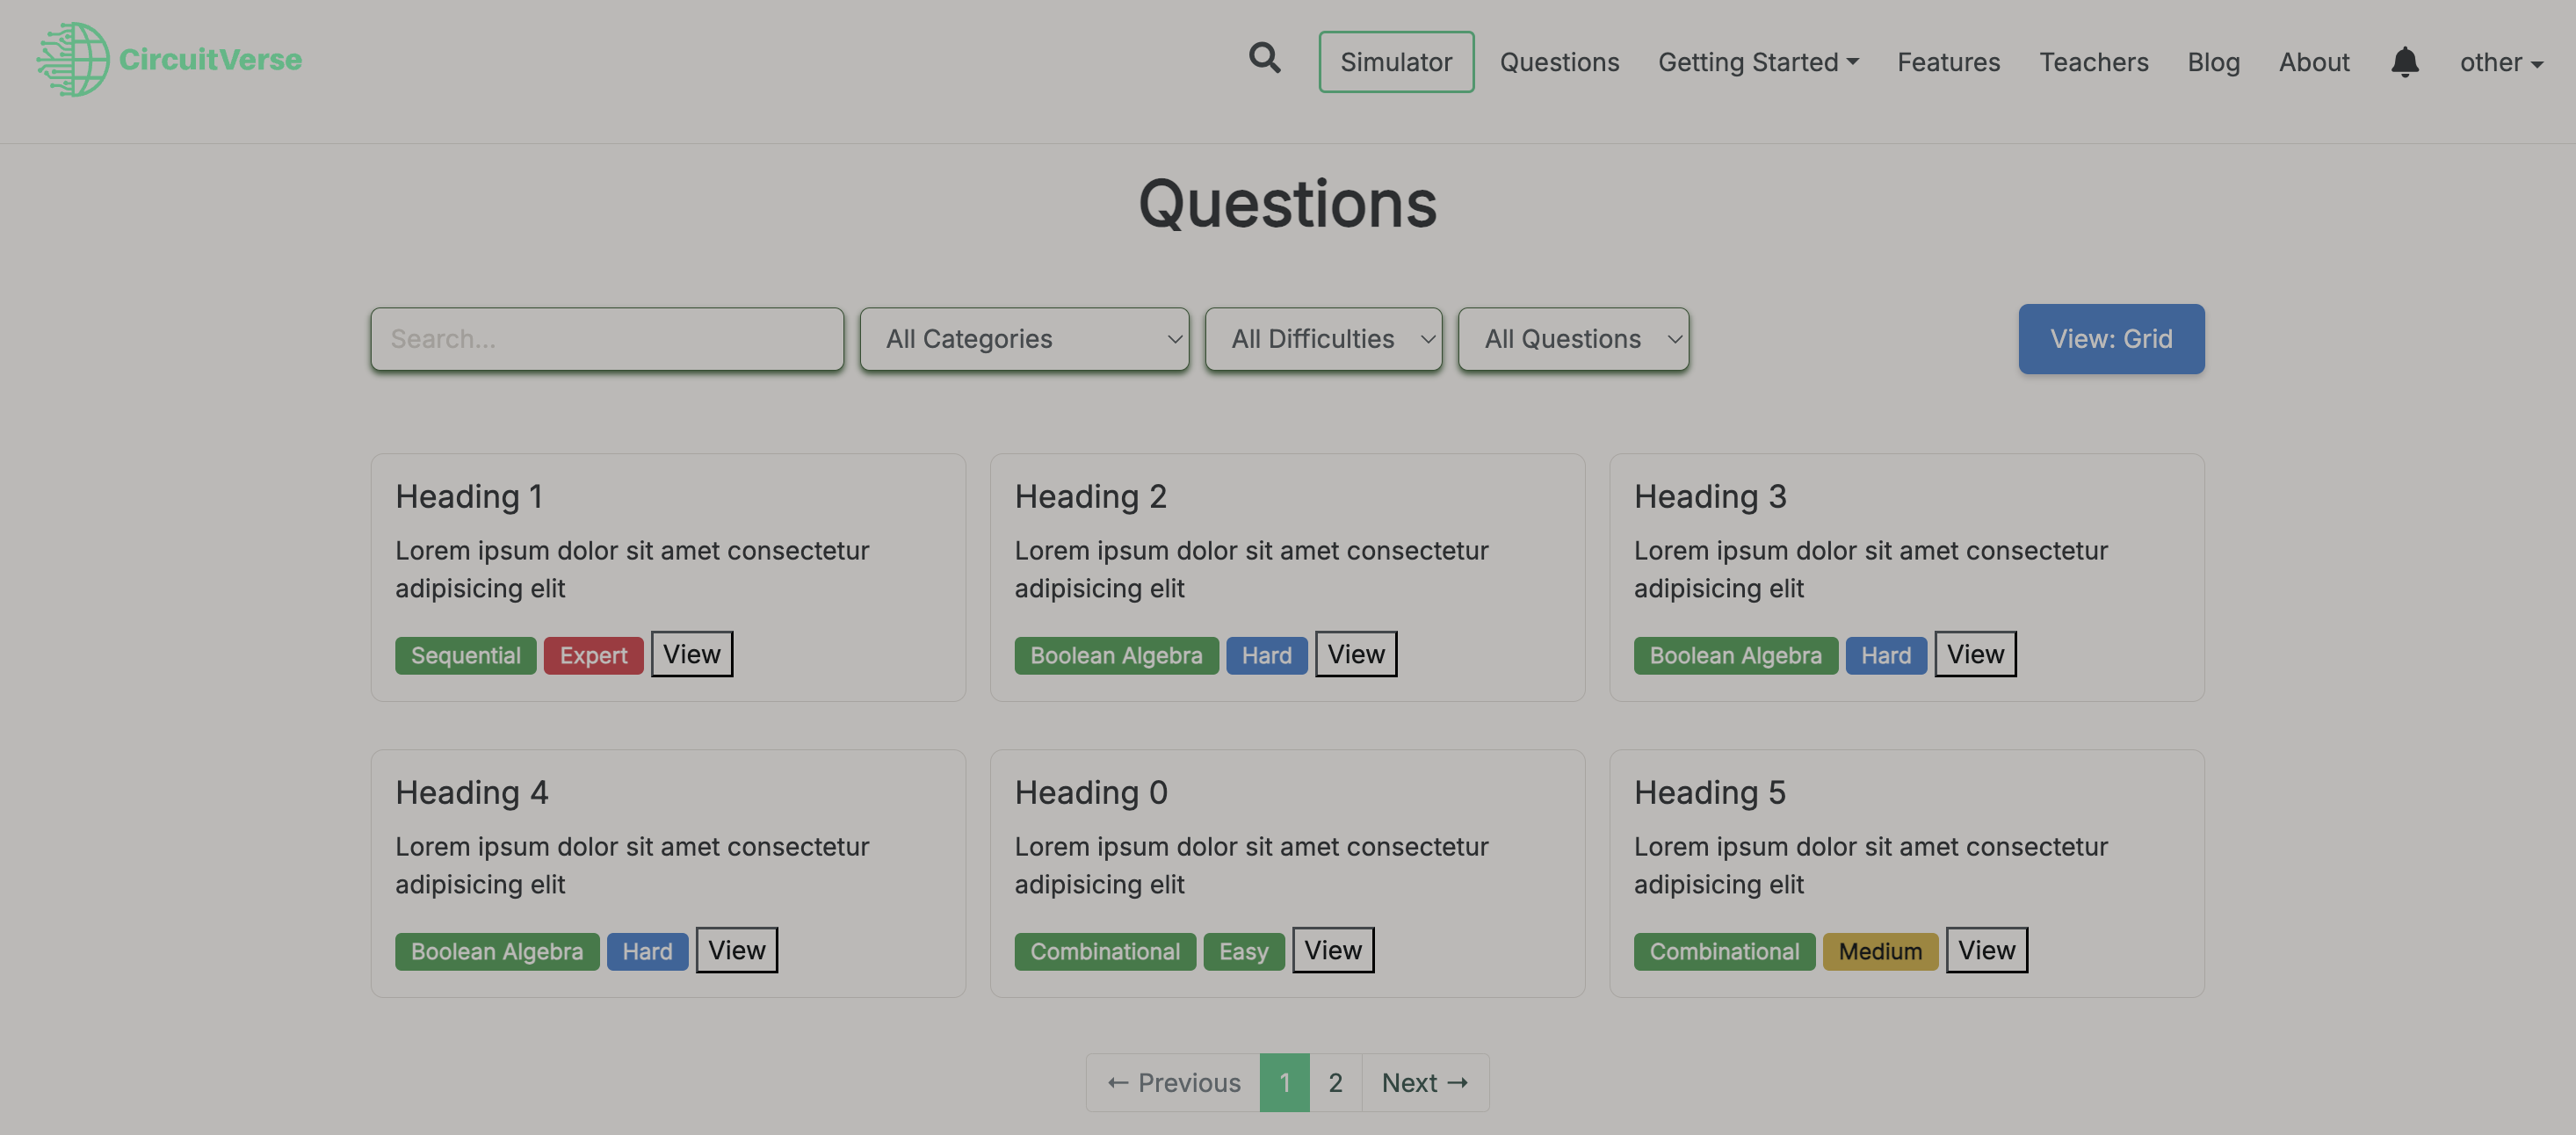 CircuitVerse
Simulator
Questions
Getting Started
Features
Teachers
Blog
About
other
Questions
Search...
All Categories
All Difficulties
All Questions
View: Grid
Heading 1
Lorem ipsum dolor sit amet consectetur
adipisicing elit
Sequential Expert View
Heading 2
Lorem ipsum dolor sit amet consectetur
adipisicing elit
Boolean Algebra Hard View
Heading 3
Lorem ipsum dolor sit amet consectetur
adipisicing elit
Boolean Algebra Hard View
Heading 4
Lorem ipsum dolor sit amet consectetur
adipisicing elit
Boolean Algebra Hard View
Heading 0
Lorem ipsum dolor sit amet consectetur
adipisicing elit
Combinational Easy View
Heading 5
Lorem ipsum dolor sit amet consectetur
adipisicing elit
Combinational Medium View
← Previous 1 2 Next →